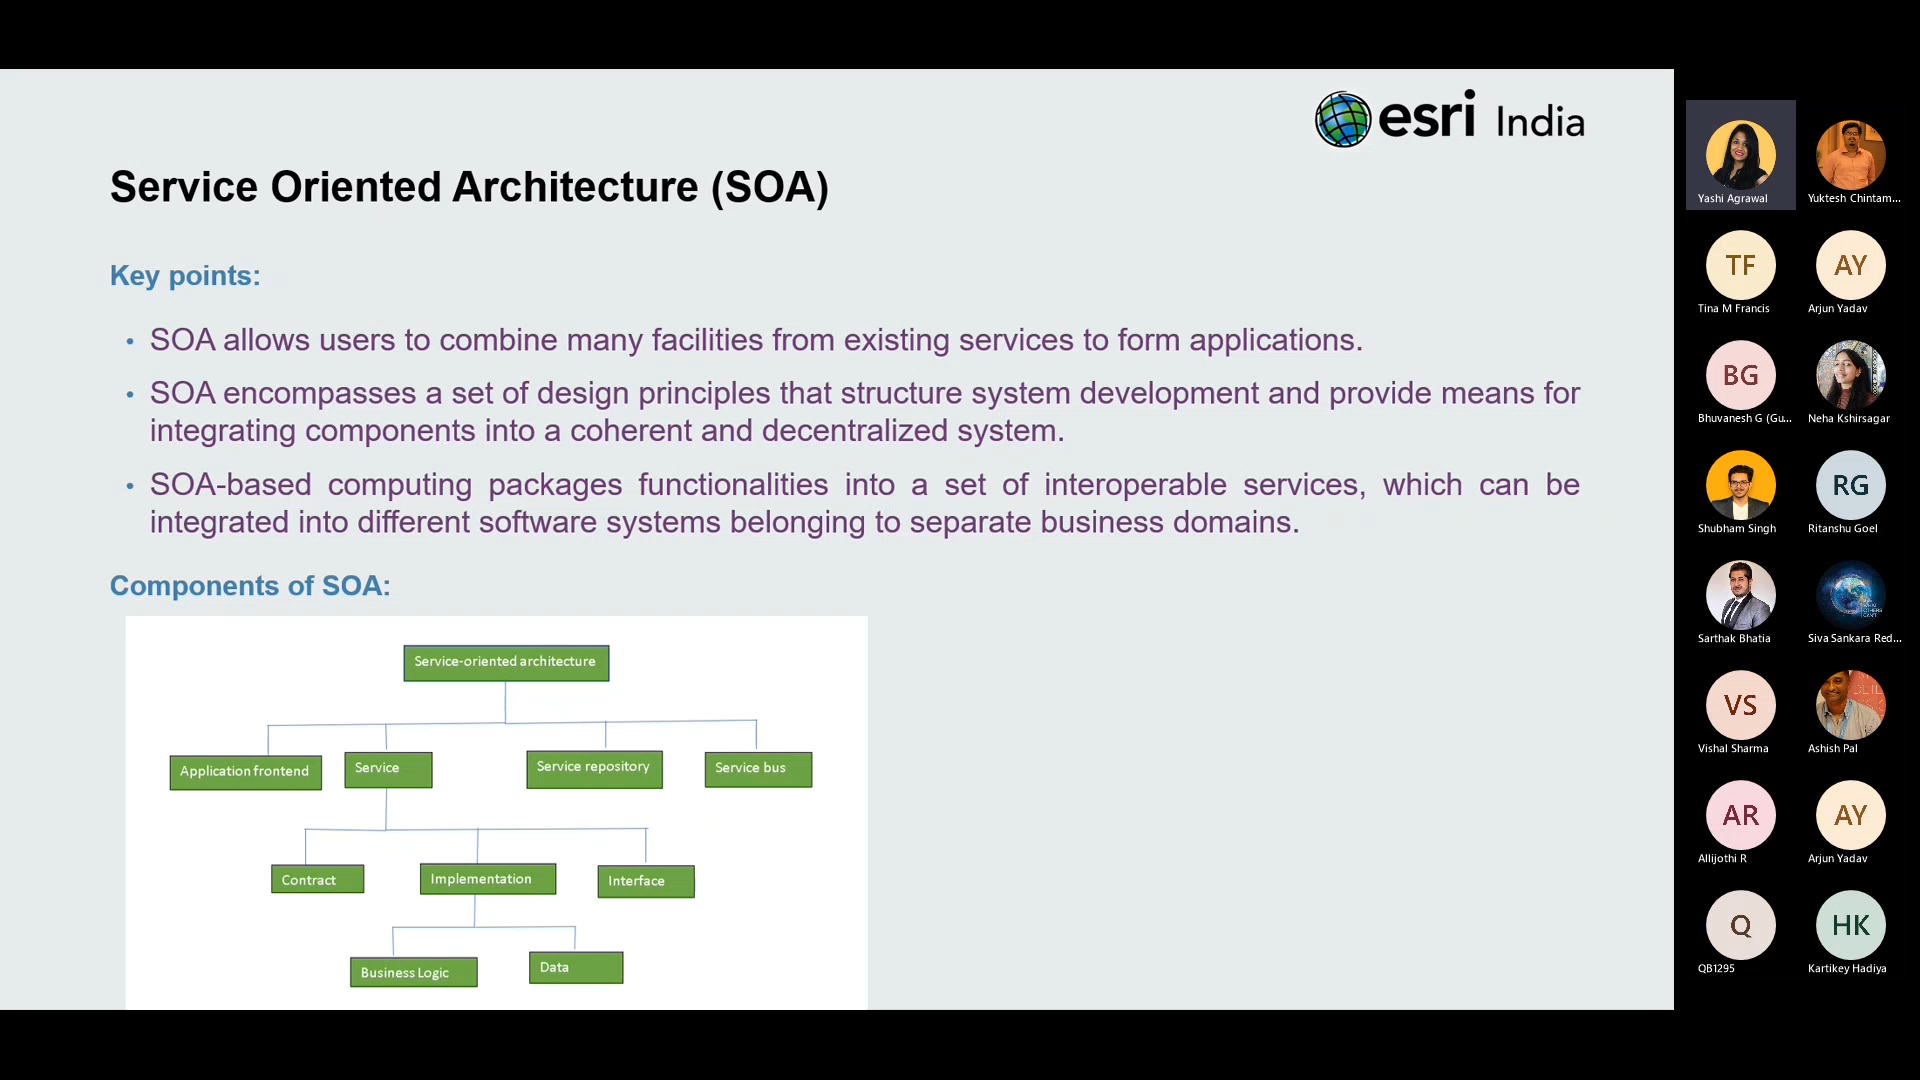 esri India
Service Oriented Architecture (SOA)
Key points:
• SOA allows users to combine many facilities from existing services to form applications.
• SOA encompasses a set of design principles that structure system development and provide means for
integrating components into a coherent and decentralized system.
• SOA-based computing packages functionalities into a set of interoperable services, which can be
integrated into different software systems belonging to separate business domains.
Components of SOA:
Service-oriented architecture
Application frontend
Service
Service repository
Service bus
Contract
Implementation
Interface
Business Logic
Data
Yashi Agrawal
Yuktesh Chintam...
TF
AY
Tina M Francis
Arjun Yadav
BG
Bhuvanesh G (Gu...
Neha Kshirsagar
RG
Shubham Singh
Ritanshu Goel
Sarthak Bhatia
Siva Sankara Red...
VS
Vishal Sharma
Ashish Pal
AR
AY
Allijothi R
Arjun Yadav
Q
HK
QB1295
Kartikey Hadiya